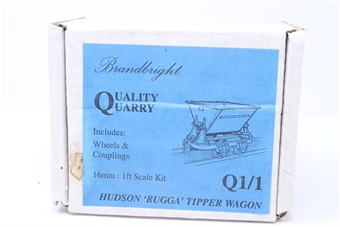 Brandbright
QUALITY
QUARRY
Includes:
Wheels &
Couplings
16mm : 1ft Scale Kit
Q1/1
HUDSON 'RUGGA' TIPPER WAGON